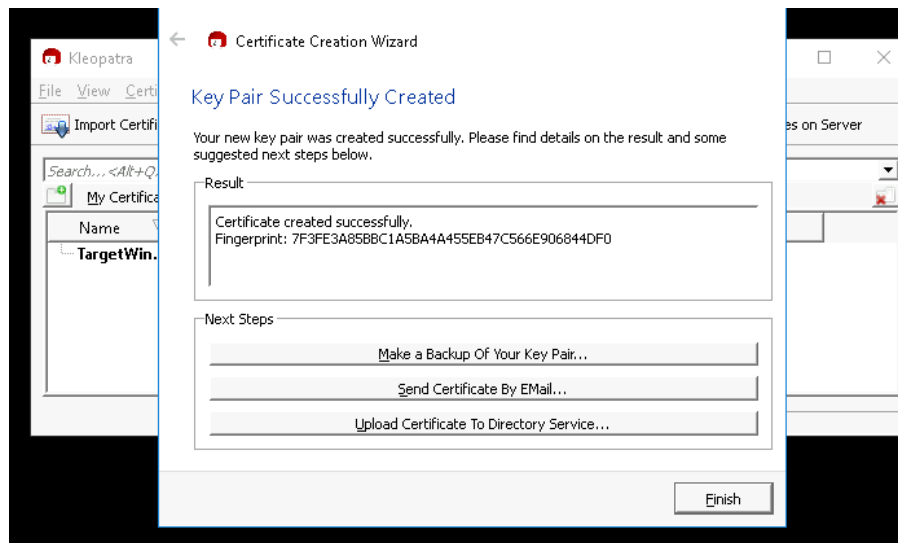 Certificate Creation Wizard
Kleopatra
File View Certi
Key Pair Successfully Created
Import Certifi
es on Server
Your new key pair was created successfully. Please find details on the result and some
suggested next steps below.
Search...<Alt+Q
Result
My Certifica
Certificate created successfully.
Name
Fingerprint: 7F3FE3A85BBC1A5BA4A455EB47C566E906844DF0
TargetWin.
Next Steps
Make a Backup Of Your Key Pair...
Send Certificate By EMail...
Upload Certificate To Directory Service...
Finish